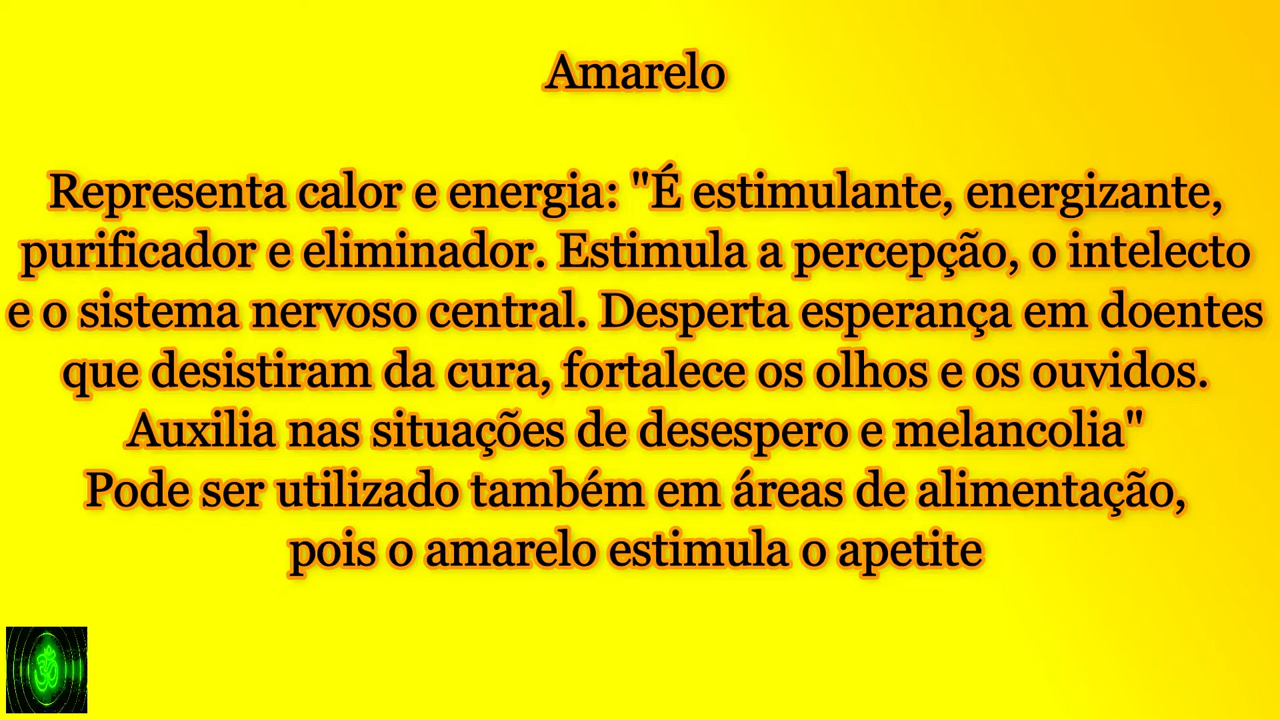 Amarelo
Representa calor e energia: "É estimulante, energizante,
purificador e eliminador. Estimula a percepção, o intelecto
e o sistema nervoso central. Desperta esperança em doentes
que desistiram da cura, fortalece os olhos e os ouvidos.
Auxilia nas situações de desespero e melancolia"
Pode ser utilizado também em áreas de alimentação,
pois o amarelo estimula o apetite
ॐ